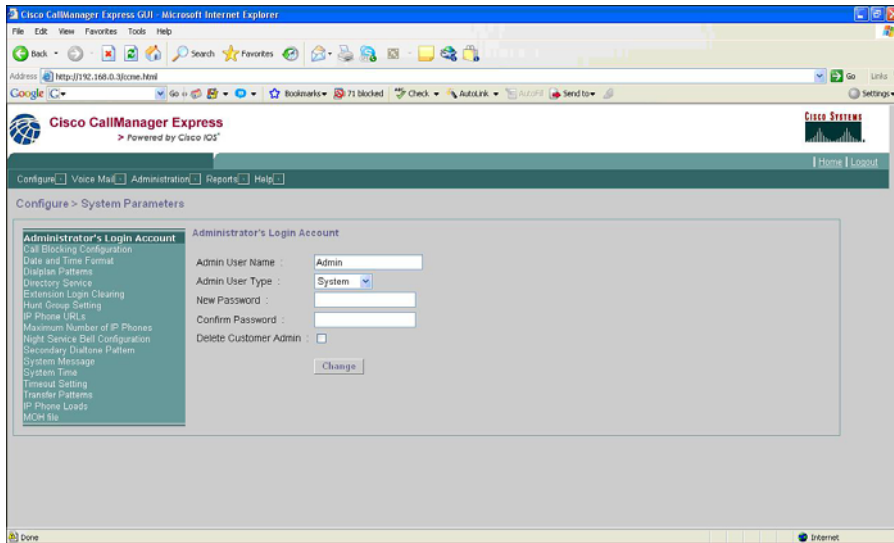 Cisco CallManager Express GUI - Microsoft Internet Explorer
File Edit View Favorites Tools Help
Back Search Favorites
Address http://192.168.0.3/ccme.html Go Links
Google Go Bookmarks 71 blocked Check AutoLink AutoFill Send to Settings
Cisco CallManager Express
> Powered by Cisco IOS
CISCO SYSTEMS
Home | Logout
Configure Voice Mail Administration Reports Help
Configure > System Parameters
Administrator's Login Account
Call Blocking Configuration
Date and Time Format
Dialplan Patterns
Directory Service
Extension Login Clearing
Hunt Group Setting
IP Phone URLs
Maximum Number of IP Phones
Night Service Bell Configuration
Secondary Dialtone Pattern
System Message
System Time
Timeout Setting
Transfer Patterns
IP Phone Loads
MOH file
Administrator's Login Account
Admin User Name : Admin
Admin User Type : System
New Password :
Confirm Password :
Delete Customer Admin :
Change
Done Internet